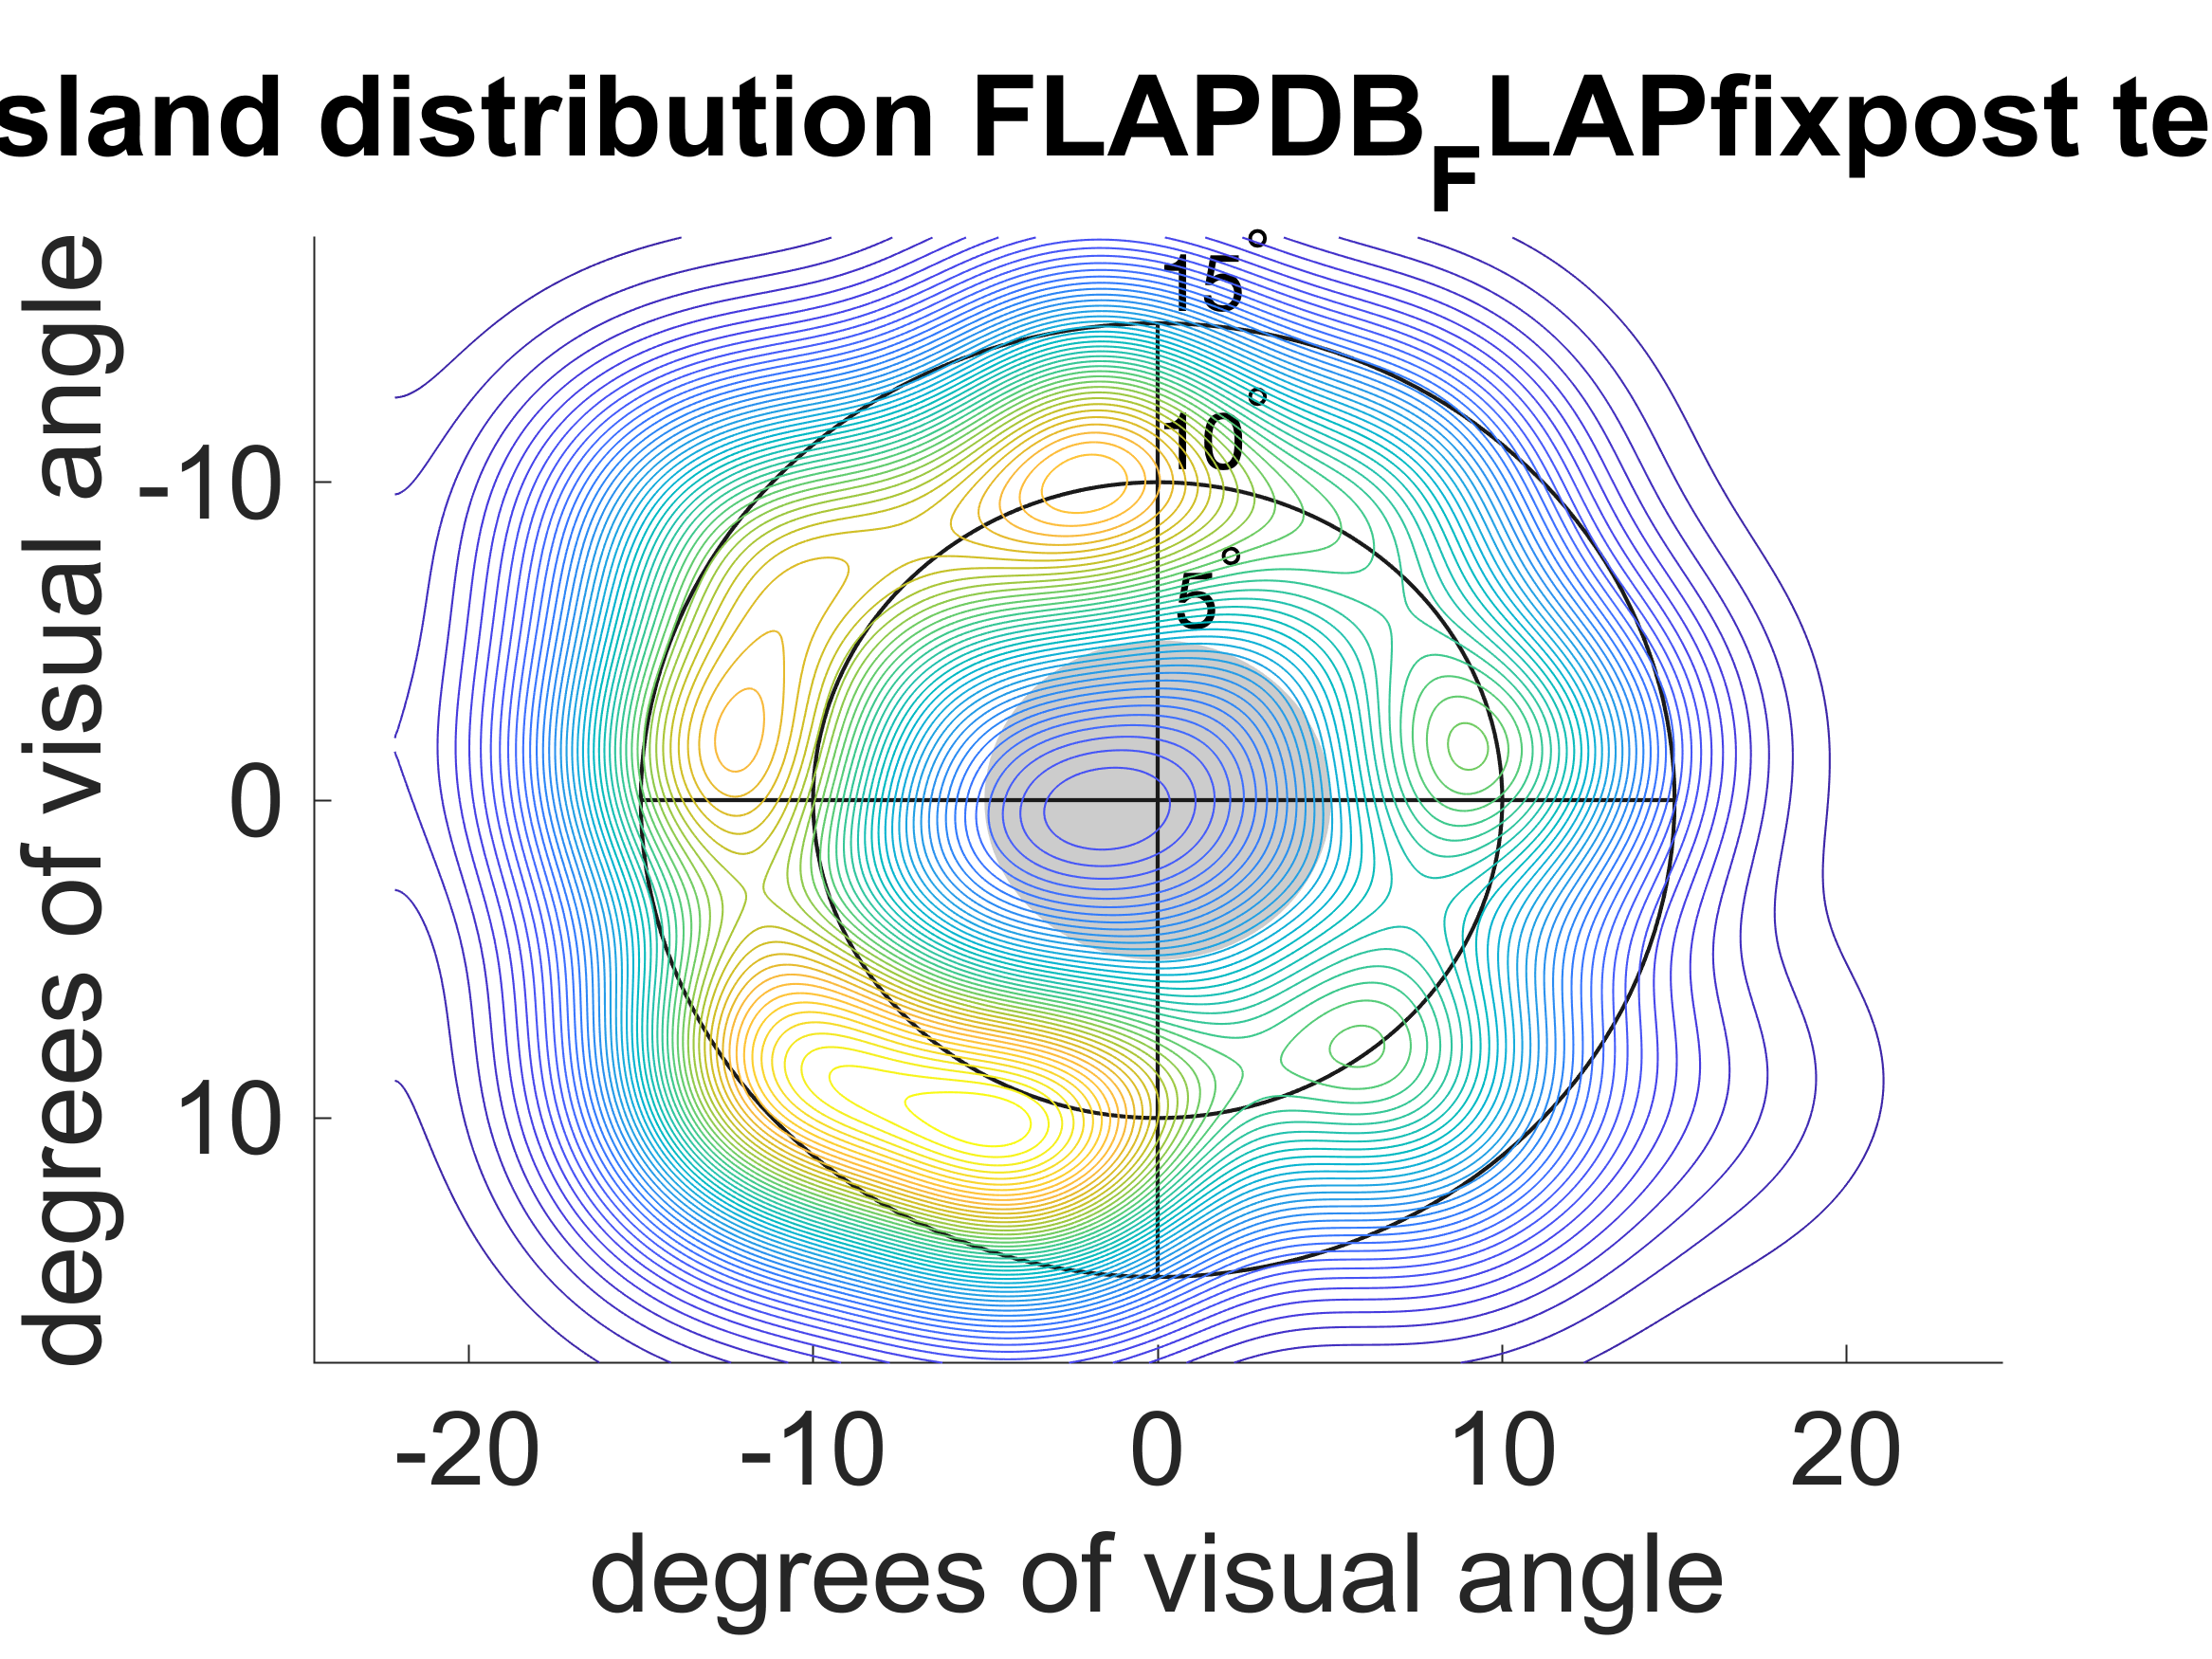 sland distribution FLAPDB_FLAPfixpost te
15°
10°
5°
degrees of visual angle
-10
0
10
-20 -10 0 10 20
degrees of visual angle